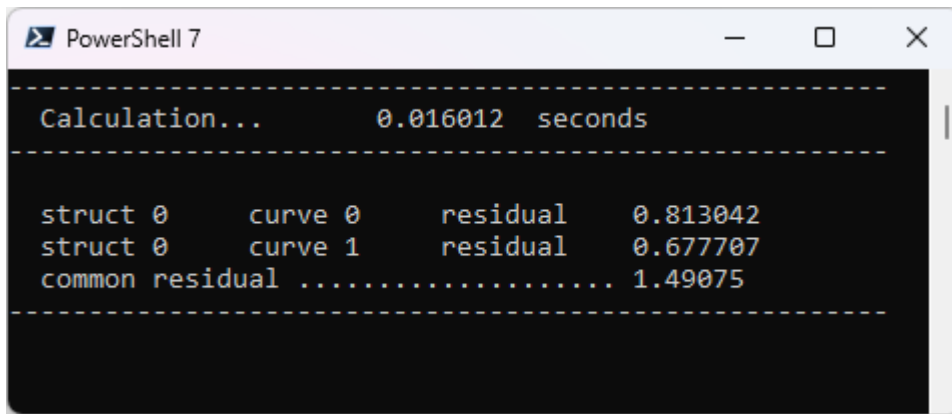 PowerShell 7
-------------------------------------------------------
Calculation... 0.016012 seconds
-------------------------------------------------------
struct 0 curve 0 residual 0.813042
struct 0 curve 1 residual 0.677707
common residual .................... 1.49075
-------------------------------------------------------